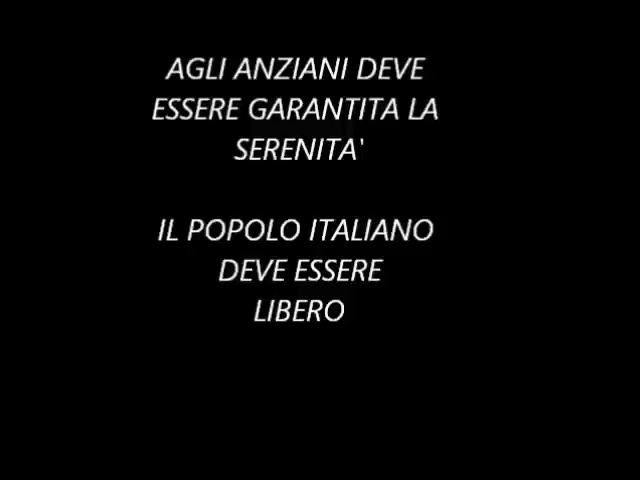 AGLI ANZIANI DEVE
ESSERE GARANTITA LA
SERENITA'
IL POPOLO ITALIANO
DEVE ESSERE
LIBERO